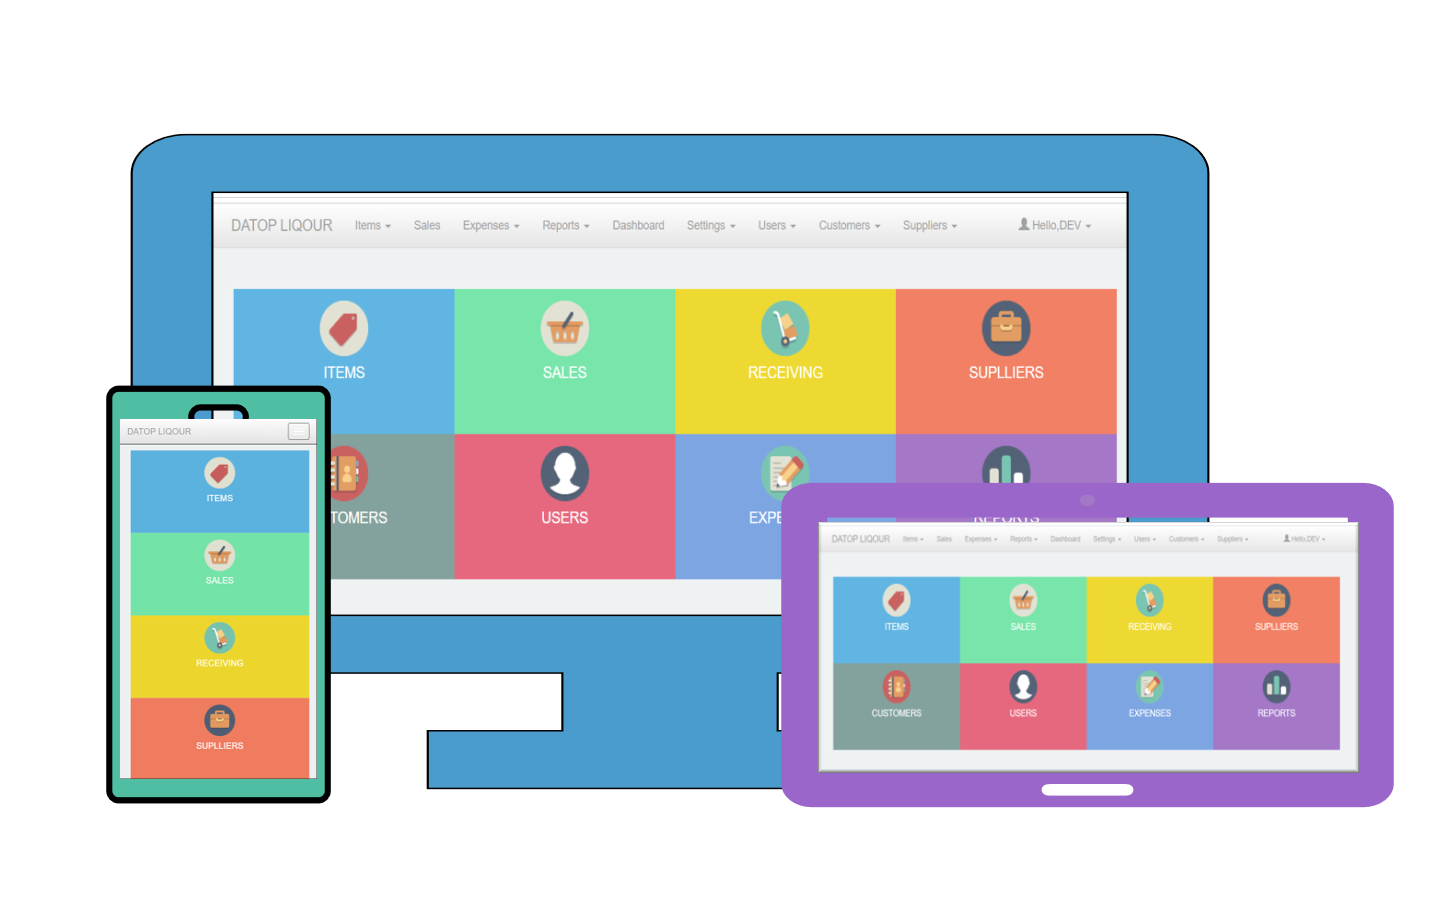 DATOP LIQOUR Items Sales Expenses Reports Dashboard Settings Users Customers Suppliers Hello,DEV
ITEMS SALES RECEIVING SUPLLIERS
TOMERS USERS EXPE REPORTS
DATOP LIQOUR
ITEMS
SALES
RECEIVING
SUPLLIERS
DATOP LIQOUR Items Sales Expenses Reports Dashboard Settings Users Customers Suppliers Hello,DEV
ITEMS SALES RECEIVING SUPLLIERS
CUSTOMERS USERS EXPENSES REPORTS